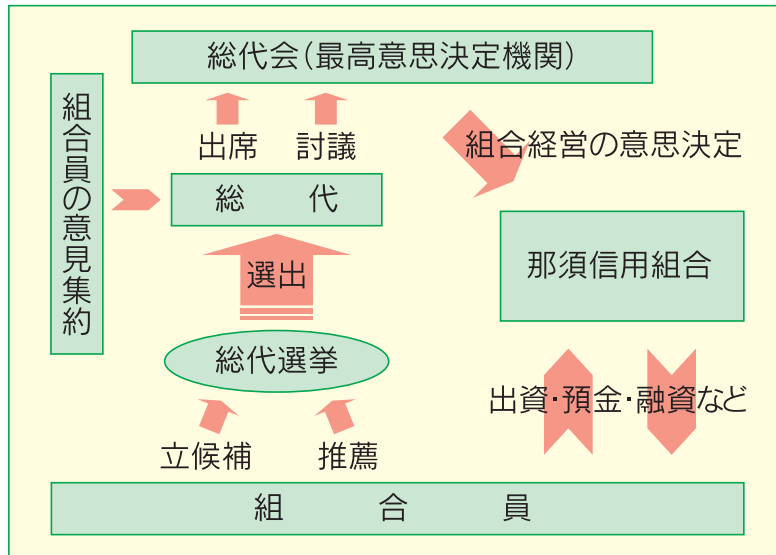 総代会(最高意思決定機関)
組合員の意見集約
出席
討議
組合経営の意思決定
総代
那須信用組合
選出
総代選挙
出資・預金・融資など
立候補
推薦
組合員